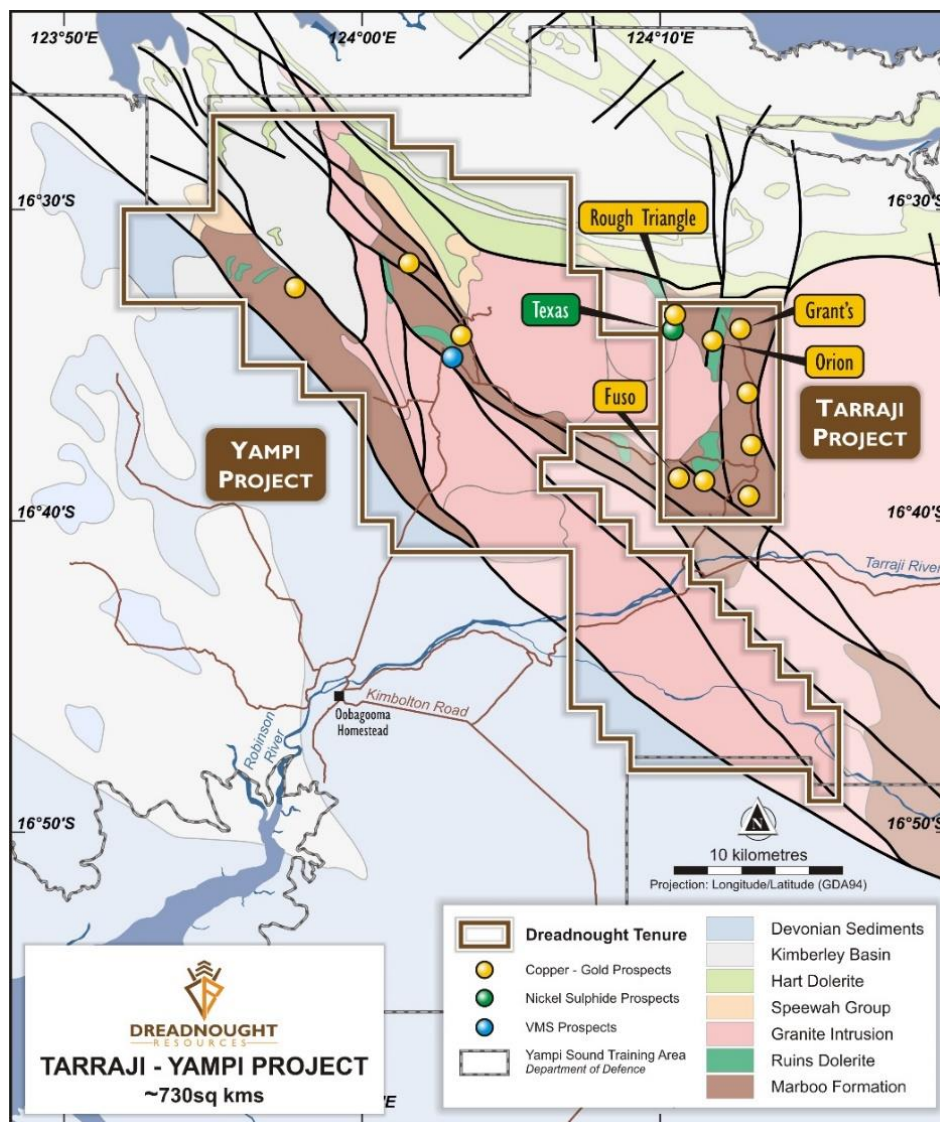 123°50'E
124°00'E
124°10'E
16°30'S
16°30'S
Rough Triangle
Texas
Grant's
Orion
Fuso
TARRAJI
PROJECT
YAMPI
PROJECT
16°40'S
16°40'S
Tarraji River
Kimbolton Road
Oobagooma
Homestead
Robinson
River
16°50'S
16°50'S
N
10 kilometres
Projection: Longitude/Latitude (GDA94)
Dreadnought Tenure
Copper - Gold Prospects
Nickel Sulphide Prospects
VMS Prospects
Yampi Sound Training Area
Department of Defence
Devonian Sediments
Kimberley Basin
Hart Dolerite
Speewah Group
Granite Intrusion
Ruins Dolerite
Marboo Formation
DREADNOUGHT
RESOURCES
TARRAJI - YAMPI PROJECT
~730sq kms